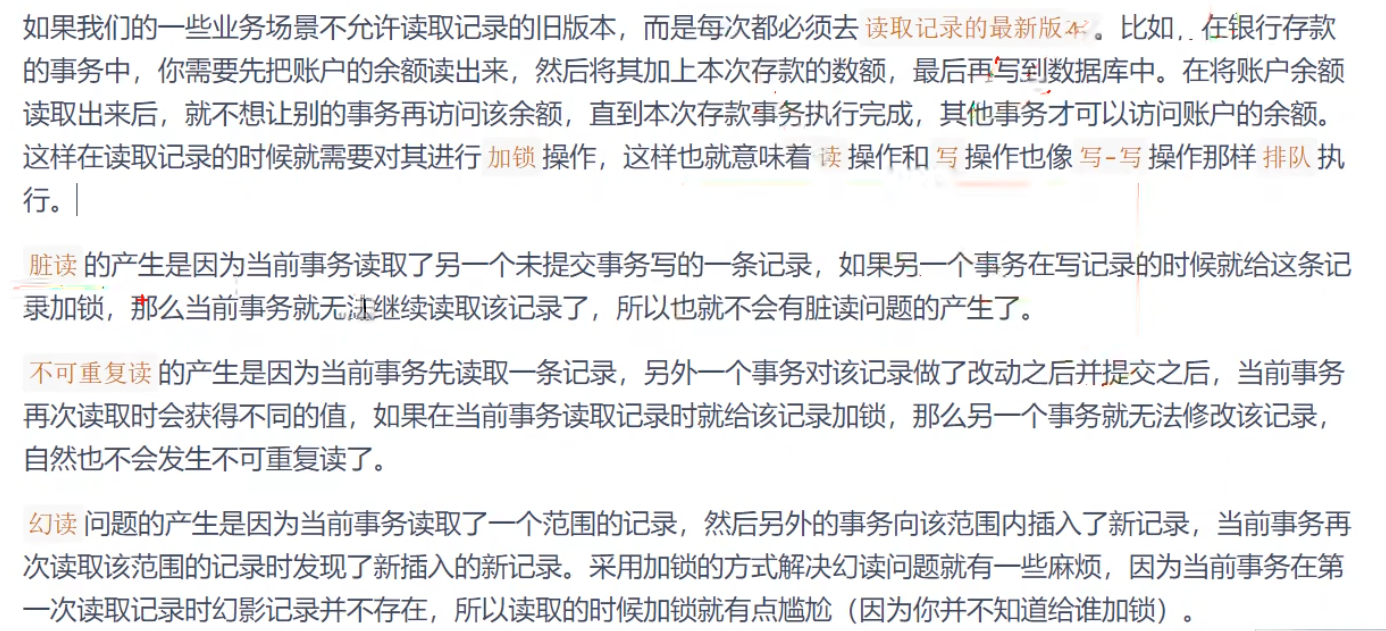 如果我们的一些业务场景不允许读取记录的旧版本，而是每次都必须去 读取记录的最新版本 。比如，在银行存款
的事务中，你需要先把账户的余额读出来，然后将其加上本次存款的数额，最后再写到数据库中。在将账户余额
读取出来后，就不想让别的事务再访问该余额，直到本次存款事务执行完成，其他事务才可以访问账户的余额。
这样在读取记录的时候就需要对其进行 加锁 操作，这样也就意味着 读 操作和 写 操作也像 写-写 操作那样 排队 执
行。
脏读 的产生是因为当前事务读取了另一个未提交事务写的一条记录，如果另一个事务在写记录的时候就给这条记
录加锁，那么当前事务就无法继续读取该记录了，所以也就不会有脏读问题的产生了。
不可重复读 的产生是因为当前事务先读取一条记录，另外一个事务对该记录做了改动之后并提交之后，当前事务
再次读取时会获得不同的值，如果在当前事务读取记录时就给该记录加锁，那么另一个事务就无法修改该记录，
自然也不会发生不可重复读了。
幻读 问题的产生是因为当前事务读取了一个范围的记录，然后另外的事务向该范围内插入了新记录，当前事务再
次读取该范围的记录时发现了新插入的新记录。采用加锁的方式解决幻读问题就有一些麻烦，因为当前事务在第
一次读取记录时幻影记录并不存在，所以读取的时候加锁就有点尴尬（因为你并不知道给谁加锁）。